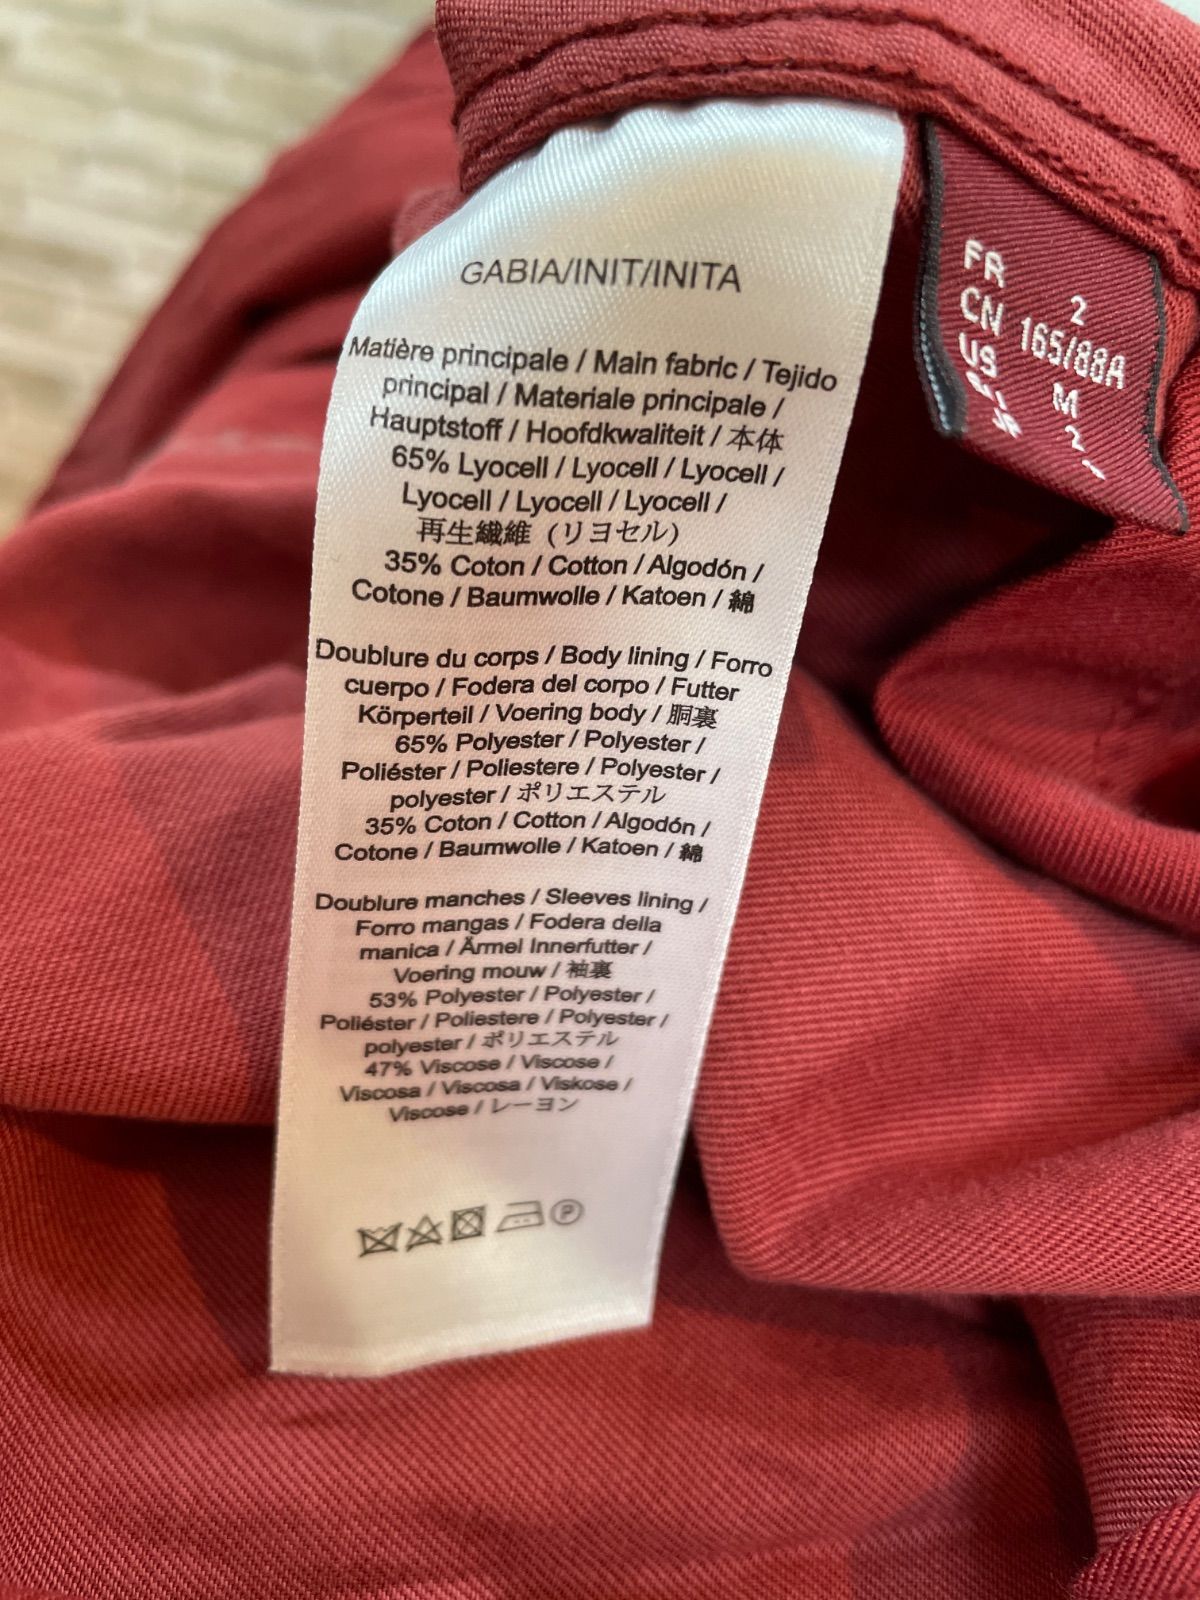 GABIA/INIT/INITA
Matière principale / Main fabric / Tejido
principal / Materiale principale /
Hauptstoff / Hoofdkwaliteit / 本体
65% Lyocell / Lyocell / Lyocell /
Lyocell / Lyocell / Lyocell /
再生繊維 (リヨセル)
35% Coton / Cotton / Algodón /
Cotone / Baumwolle / Katoen / 綿
Doublure du corps / Body lining / Forro
cuerpo / Fodera del corpo / Futter
Körperteil / Voering body / 胴裏
65% Polyester / Polyester /
Poliéster / Poliestere / Polyester /
polyester / ポリエステル
35% Coton / Cotton / Algodón /
Cotone / Baumwolle / Katoen / 綿
Doublure manches / Sleeves lining /
Forro mangas / Fodera della
manica / Ärmel Innerfutter /
Voering mouw / 袖裏
53% Polyester / Polyester /
Poliéster / Poliestere / Polyester /
polyester / ポリエステル
47% Viscose / Viscose /
Viscosa / Viscosa / Viskose /
Viscose / レーヨン
P
FR 2
CN 165/88A
US M
2